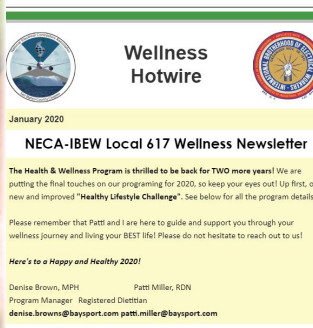 Wellness
Hotwire
January 2020
NECA-IBEW Local 617 Wellness Newsletter
The Health & Wellness Program is thrilled to be back for TWO more years! We are
putting the final touches on our programing for 2020, so keep your eyes out! Up first,
new and improved "Healthy Lifestyle Challenge". See below for all the program details
Please remember that Patti and I are here to guide and support you through your
wellness journey and living your BEST life! Please do not hesitate to reach out to us!
Here's to a Happy and Healthy 2020!
Denise Brown, MPH Patti Miller, RDN
Program Manager Registered Dietitian
denise.browns@baysport.com patti.miller@baysport.com